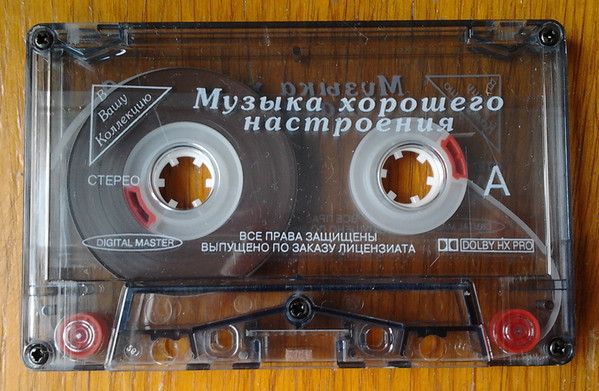 В
Вашу
Коллекцию
Музыка хорошего
настроения
СТЕРЕО
A
DIGITAL MASTER
ВСЕ ПРАВА ЗАЩИЩЕНЫ
ВЫПУЩЕНО ПО ЗАКАЗУ ЛИЦЕНЗИАТА
DOLBY HX PRO